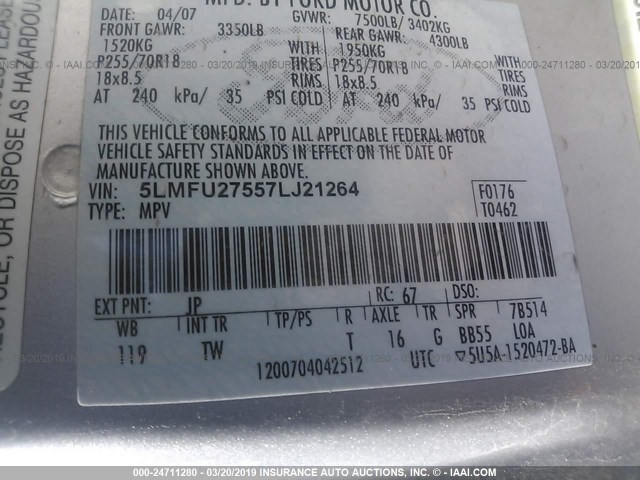 MFD. BY FORD MOTOR CO.
DATE: 04/07 GVWR: 7500LB/ 3402KG
FRONT GAWR: 3350LB REAR GAWR: 4300LB
1520KG 1950KG WITH
P255/70R18 TIRES P255/70R18 TIRES
18x8.5 RIMS 18x8.5 RIMS
AT 240 kPa/ 35 PSI COLD AT 240 kPa/ 35 PSI COLD
THIS VEHICLE CONFORMS TO ALL APPLICABLE FEDERAL MOTOR
VEHICLE SAFETY STANDARDS IN EFFECT ON THE DATE OF
MANUFACTURE SHOWN ABOVE.
VIN: 5LMFU27557LJ21264 F0176
TYPE: MPV T0462
EXT PNT: JP RC: 67 DSO:
WB INT TR TP/PS R AXLE TR SPR 7B514
119 TW T 16 G BB55 LOA
1200704042512 UTC ▽5U5A-1520472-BA
OR DISPOSE AS HAZARDOUS
000-24711280 - 03/20/2019 INSURANCE AUTO AUCTIONS, INC. - © IAAI.COM